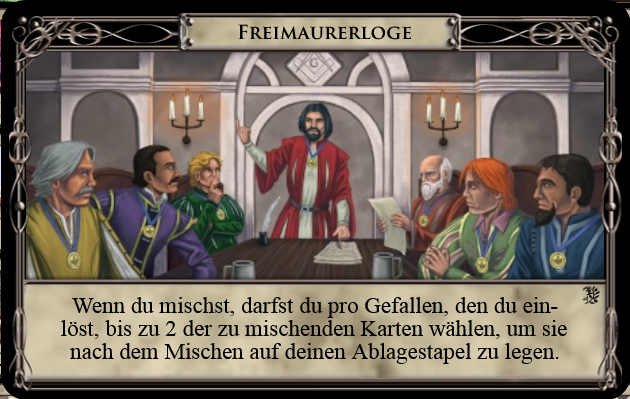 Freimaurerloge
Wenn du mischst, darfst du pro Gefallen, den du ein-
löst, bis zu 2 der zu mischenden Karten wählen, um sie
nach dem Mischen auf deinen Ablagestapel zu legen.